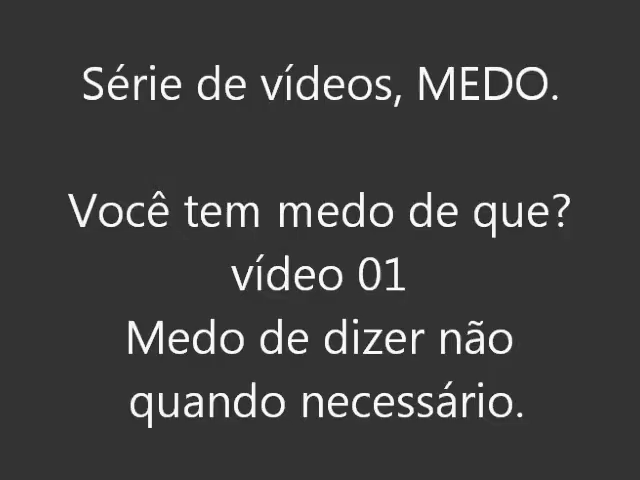 Série de vídeos, MEDO.
Você tem medo de que?
vídeo 01
Medo de dizer não
quando necessário.